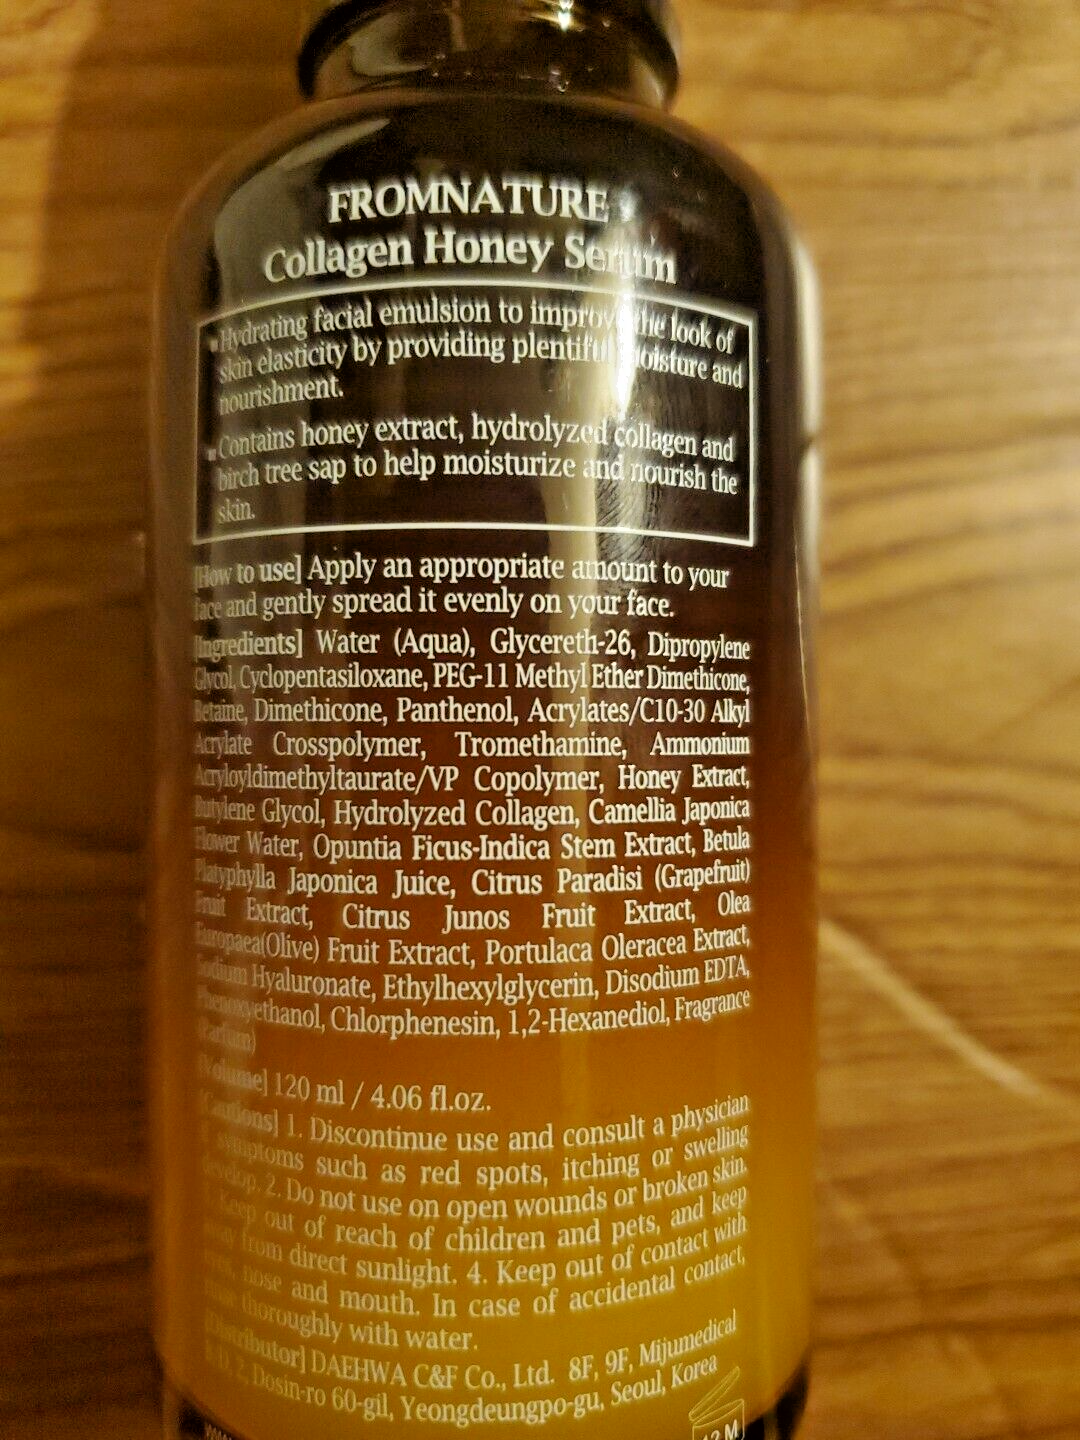 FROMNATURE
Collagen Honey Serum
Hydrating facial emulsion to improve the look of
skin elasticity by providing plentiful moisture and
nourishment.
Contains honey extract, hydrolyzed collagen and
birch tree sap to help moisturize and nourish the
skin.
[How to use] Apply an appropriate amount to your
face and gently spread it evenly on your face.
[Ingredients] Water (Aqua), Glycereth-26, Dipropylene
Glycol, Cyclopentasiloxane, PEG-11 Methyl Ether Dimethicone,
Betaine, Dimethicone, Panthenol, Acrylates/C10-30 Alkyl
Acrylate Crosspolymer, Tromethamine, Ammonium
Acryloyldimethyltaurate/VP Copolymer, Honey Extract,
Butylene Glycol, Hydrolyzed Collagen, Camellia Japonica
Flower Water, Opuntia Ficus-Indica Stem Extract, Betula
Platyphylla Japonica Juice, Citrus Paradisi (Grapefruit)
Fruit Extract, Citrus Junos Fruit Extract, Olea
Europaea(Olive) Fruit Extract, Portulaca Oleracea Extract,
Sodium Hyaluronate, Ethylhexylglycerin, Disodium EDTA,
Phenoxyethanol, Chlorphenesin, 1,2-Hexanediol, Fragrance
(Parfum)
[Volume] 120 ml / 4.06 fl.oz.
[Cautions] 1. Discontinue use and consult a physician
if symptoms such as red spots, itching or swelling
develop. 2. Do not use on open wounds or broken skin.
Keep out of reach of children and pets, and keep
away from direct sunlight. 4. Keep out of contact with
eyes, nose and mouth. In case of accidental contact,
rinse thoroughly with water.
[Distributor] DAEHWA C&F Co., Ltd. 8F, 9F, Mijumedical
2, Dosin-ro 60-gil, Yeongdeungpo-gu, Seoul, Korea
12 M